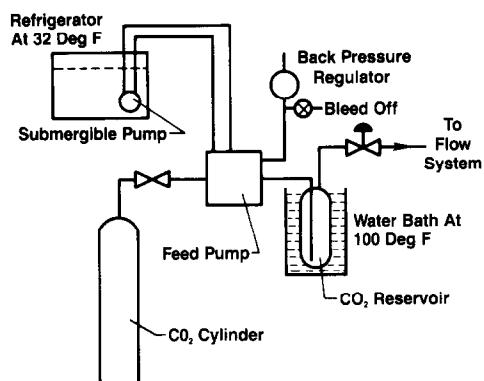 Refrigerator
At 32 Deg F
Submergible Pump
Back Pressure
Regulator
Bleed Off
To
Flow
System
Feed Pump
Water Bath At
100 Deg F
CO₂ Reservoir
C0₂ Cylinder